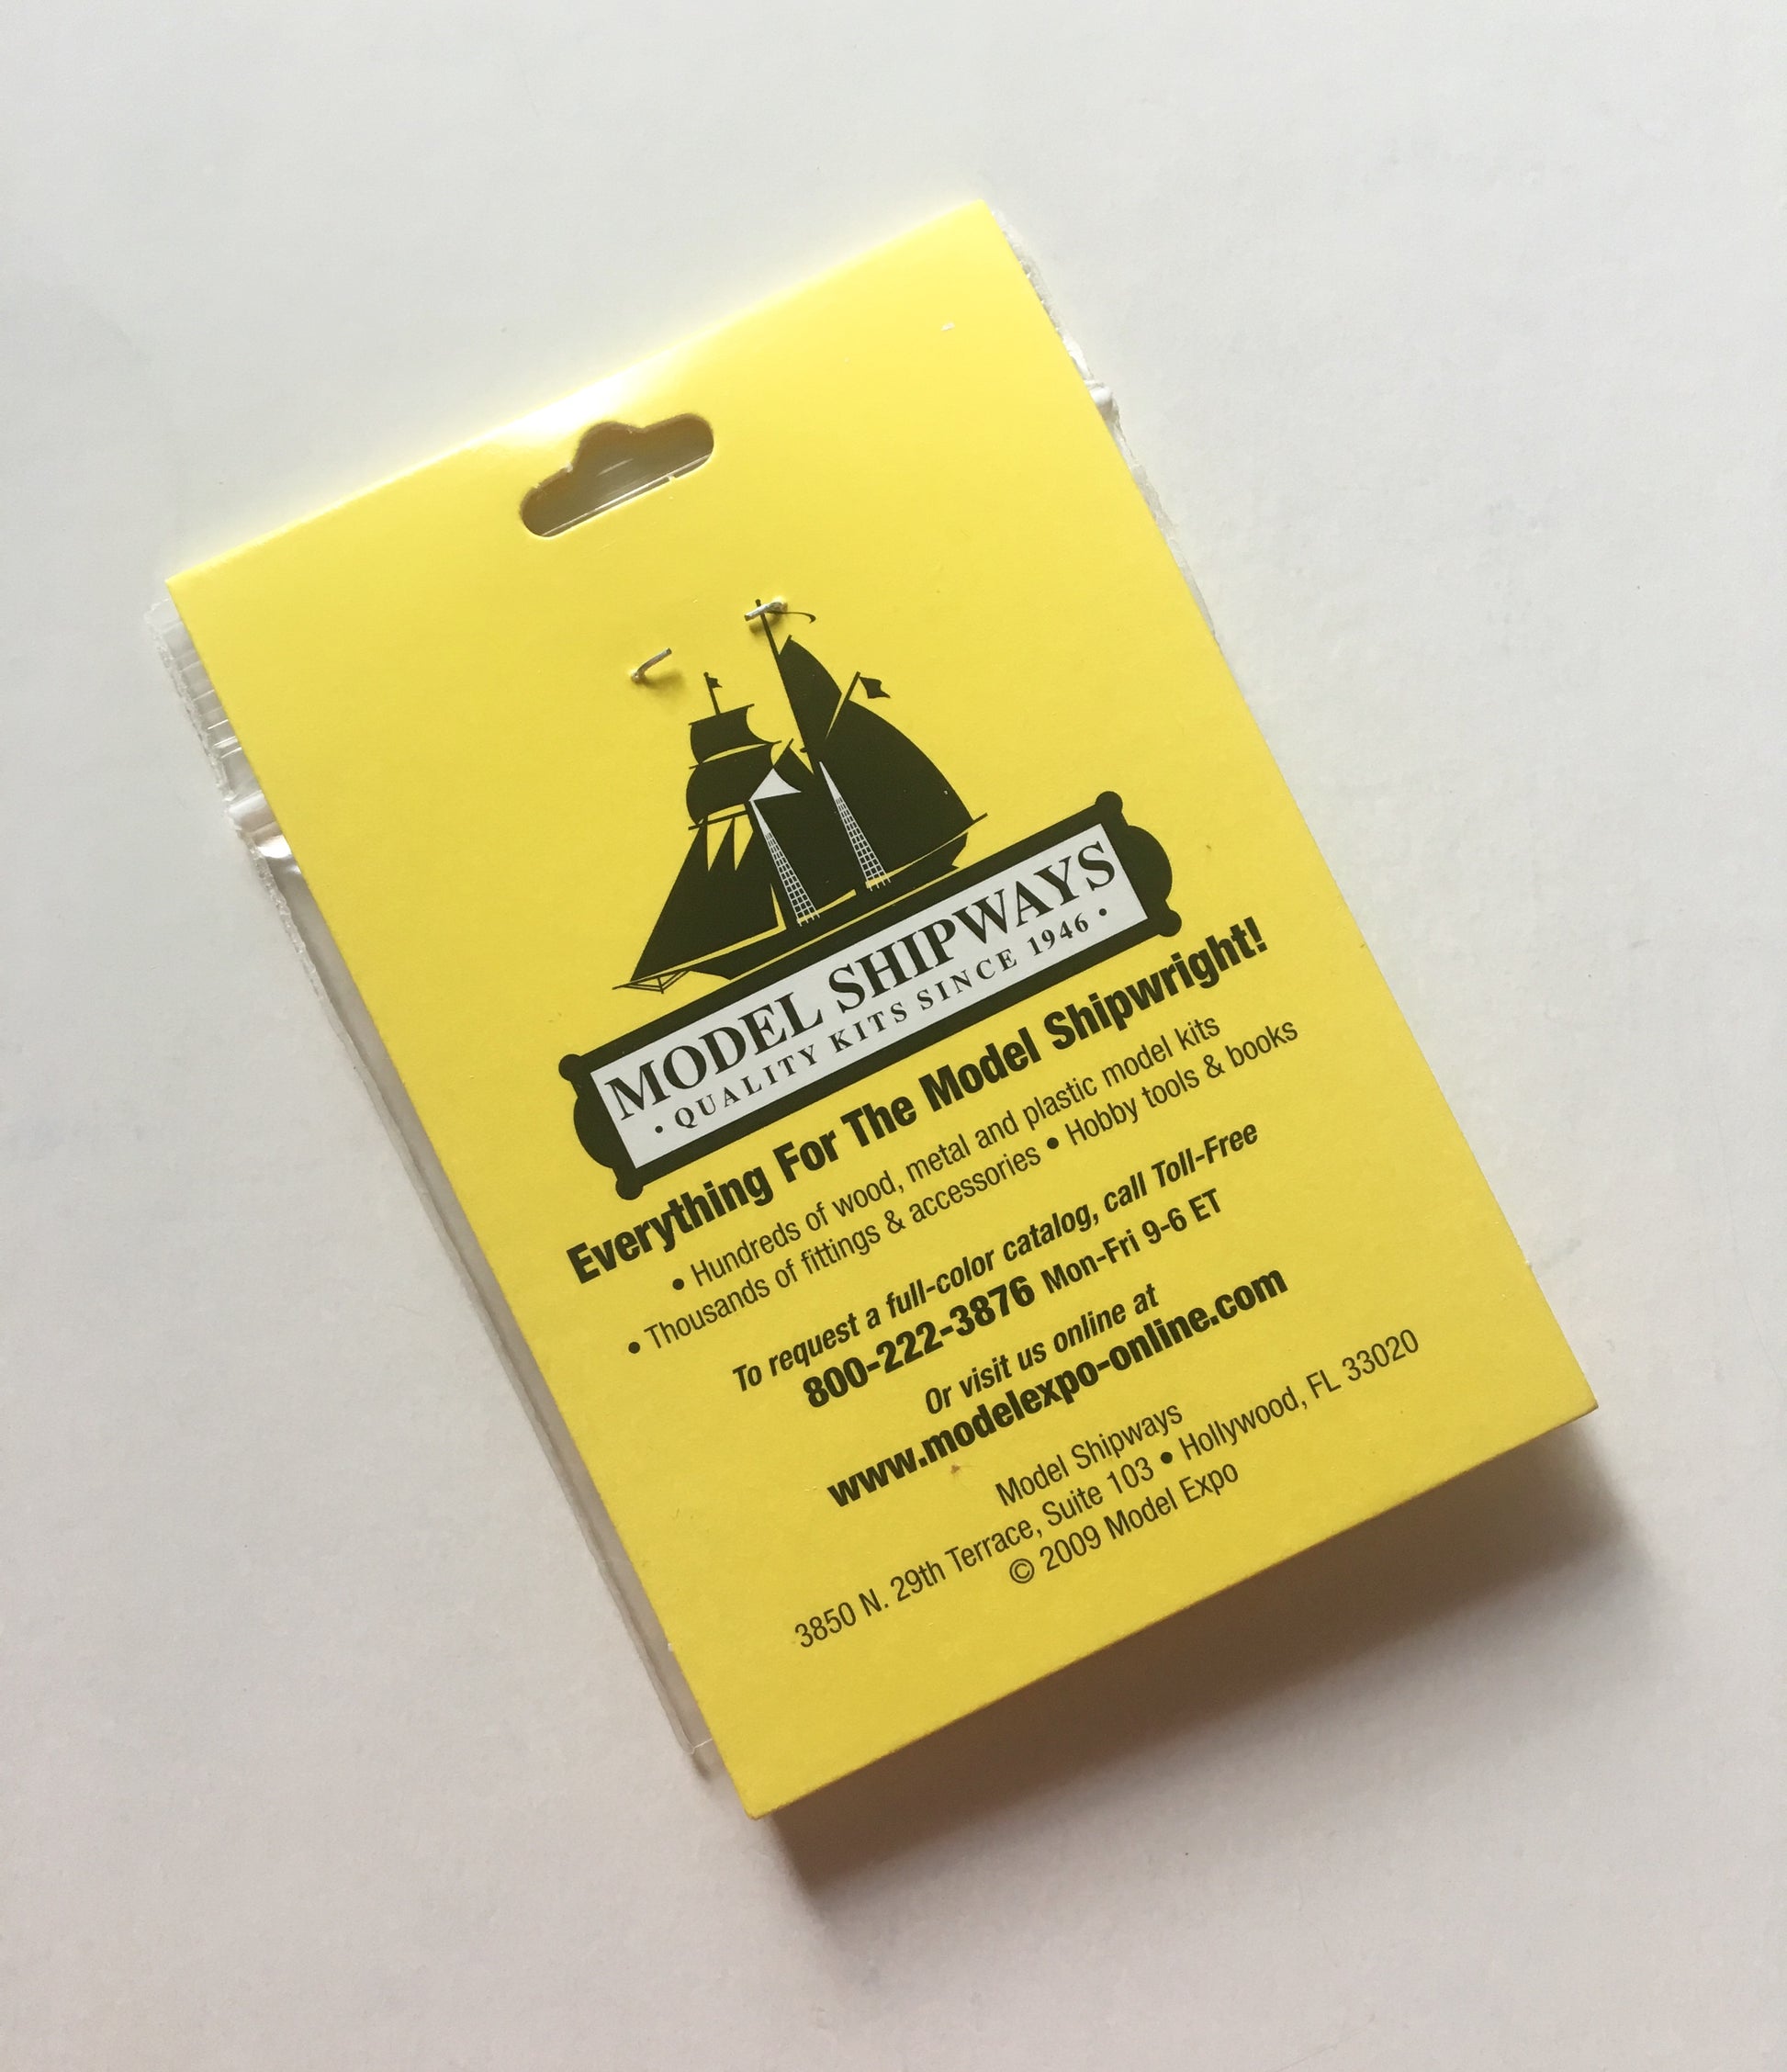 MODEL SHIPWAYS
• QUALITY KITS SINCE 1946 •
Everything For The Model Shipwright!
• Hundreds of wood, metal and plastic model kits
• Thousands of fittings & accessories • Hobby tools & books
To request a full-color catalog, call Toll-Free
800-222-3876 Mon-Fri 9-6 ET
Or visit us online at
www.modelexpo-online.com
Model Shipways
3850 N. 29th Terrace, Suite 103 • Hollywood, FL 33020
© 2009 Model Expo